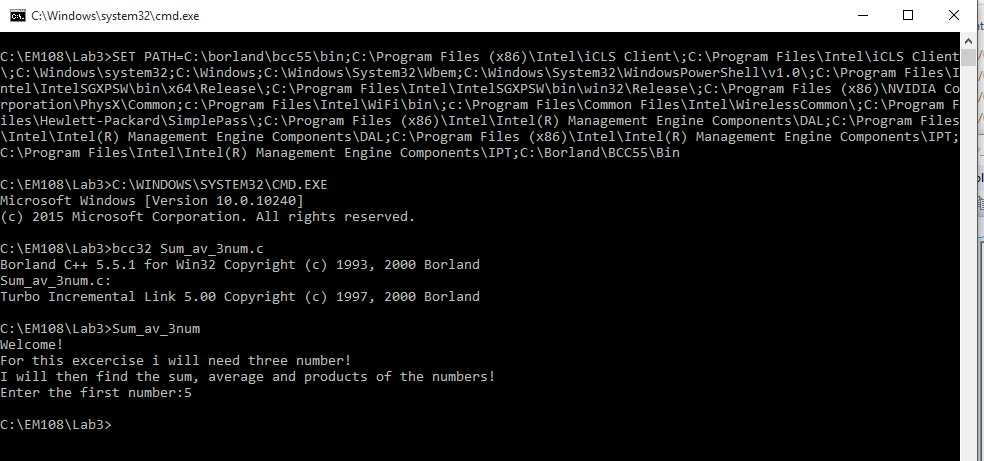 C:\Windows\system32\cmd.exe
C:\EM108\Lab3>SET PATH=C:\borland\bcc55\bin;C:\Program Files (x86)\Intel\iCLS Client\;C:\Program Files\Intel\iCLS Client
\;C:\Windows\system32;C:\Windows;C:\Windows\System32\Wbem;C:\Windows\System32\WindowsPowerShell\v1.0\;C:\Program Files\I
ntel\IntelSGXPSW\bin\x64\Release\;C:\Program Files\Intel\IntelSGXPSW\bin\win32\Release\;C:\Program Files (x86)\NVIDIA Co
rporation\PhysX\Common;c:\Program Files\Intel\WiFi\bin\;c:\Program Files\Common Files\Intel\WirelessCommon\;C:\Program F
iles\Hewlett-Packard\SimplePass\;C:\Program Files (x86)\Intel\Intel(R) Management Engine Components\DAL;C:\Program Files
\Intel\Intel(R) Management Engine Components\DAL;C:\Program Files (x86)\Intel\Intel(R) Management Engine Components\IPT;
C:\Program Files\Intel\Intel(R) Management Engine Components\IPT;C:\Borland\BCC55\Bin
C:\EM108\Lab3>C:\WINDOWS\SYSTEM32\CMD.EXE
Microsoft Windows [Version 10.0.10240]
(c) 2015 Microsoft Corporation. All rights reserved.
C:\EM108\Lab3>bcc32 Sum_av_3num.c
Borland C++ 5.5.1 for Win32 Copyright (c) 1993, 2000 Borland
Sum_av_3num.c:
Turbo Incremental Link 5.00 Copyright (c) 1997, 2000 Borland
C:\EM108\Lab3>Sum_av_3num
Welcome!
For this excercise i will need three number!
I will then find the sum, average and products of the numbers!
Enter the first number:5
C:\EM108\Lab3>